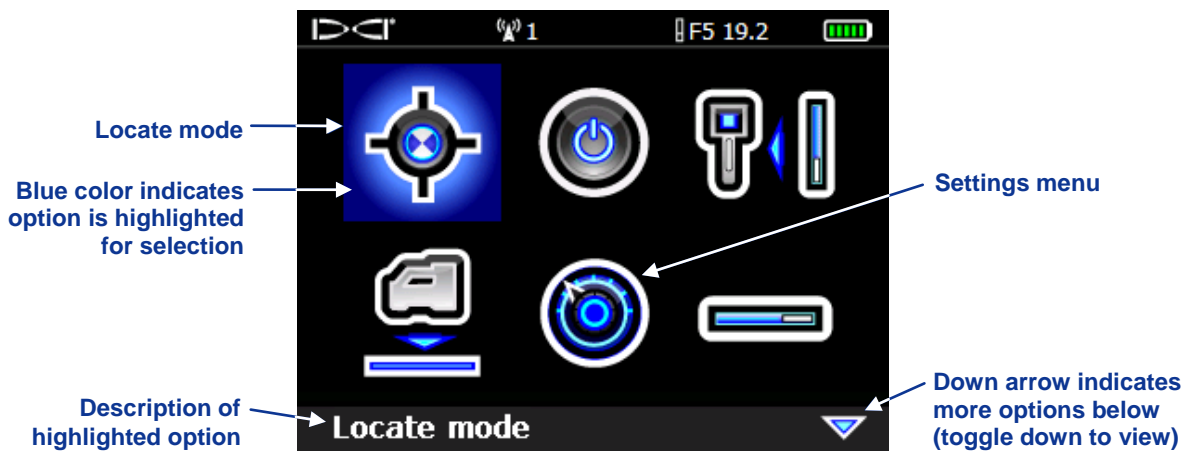 DCI
1
F5 19.2
Locate mode
Blue color indicates
option is highlighted
for selection
Settings menu
Description of
highlighted option
Locate mode
Down arrow indicates
more options below
(toggle down to view)